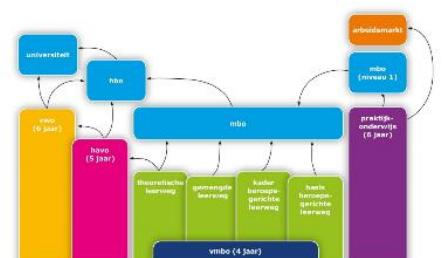 arbeidsmarkt
universiteit
hbo
mbo
(niveau 1)
vwo
(6 jaar)
mbo
praktijk-
onderwijs
(6 jaar)
havo
(5 jaar)
theoretische
leerweg
gemengde
leerweg
kader
beroeps-
gerichte
leerweg
basis
beroeps-
gerichte
leerweg
vmbo (4 jaar)